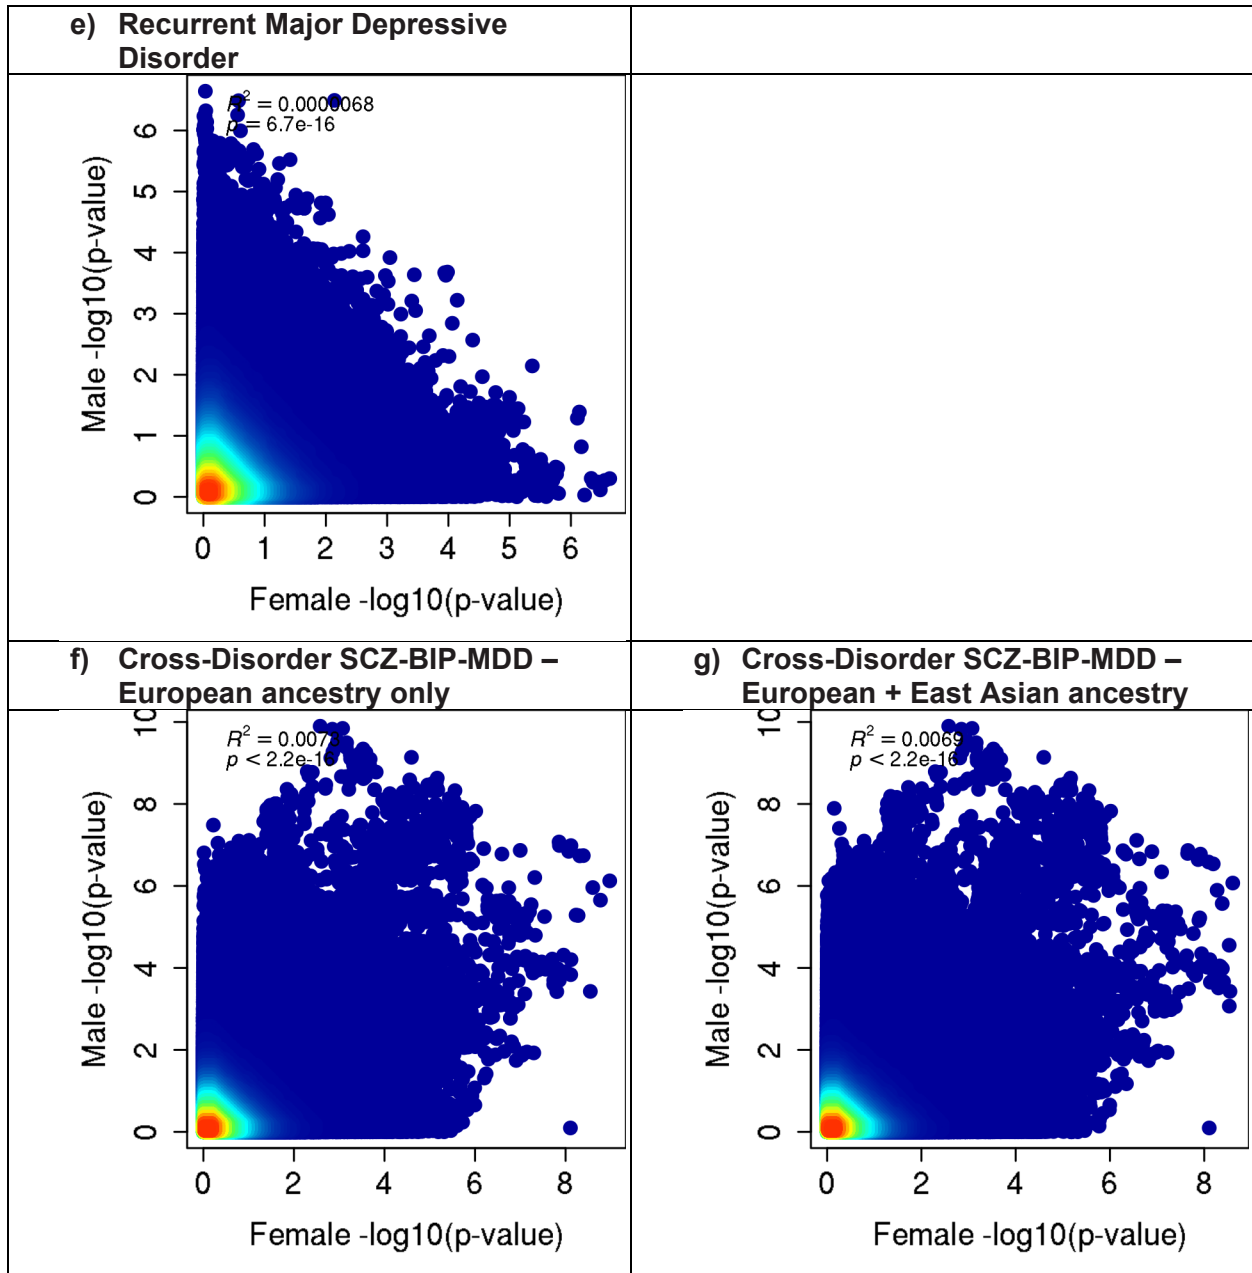 e) Recurrent Major Depressive
Disorder
R² = 0.0000068
p = 6.7e-16
6
5
4
3
2
1
0
Male -log10(p-value)
0 1 2 3 4 5 6
Female -log10(p-value)
f) Cross-Disorder SCZ-BIP-MDD –
European ancestry only
R² = 0.0073
p < 2.2e-16
10
8
6
4
2
0
Male -log10(p-value)
0 2 4 6 8
Female -log10(p-value)
g) Cross-Disorder SCZ-BIP-MDD –
European + East Asian ancestry
R² = 0.0069
p < 2.2e-16
10
8
6
4
2
0
Male -log10(p-value)
0 2 4 6 8
Female -log10(p-value)